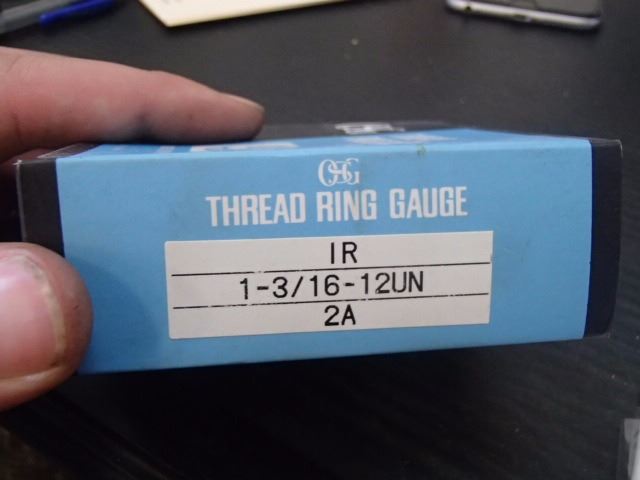 OSG
THREAD RING GAUGE
IR
1-3/16-12UN
2A